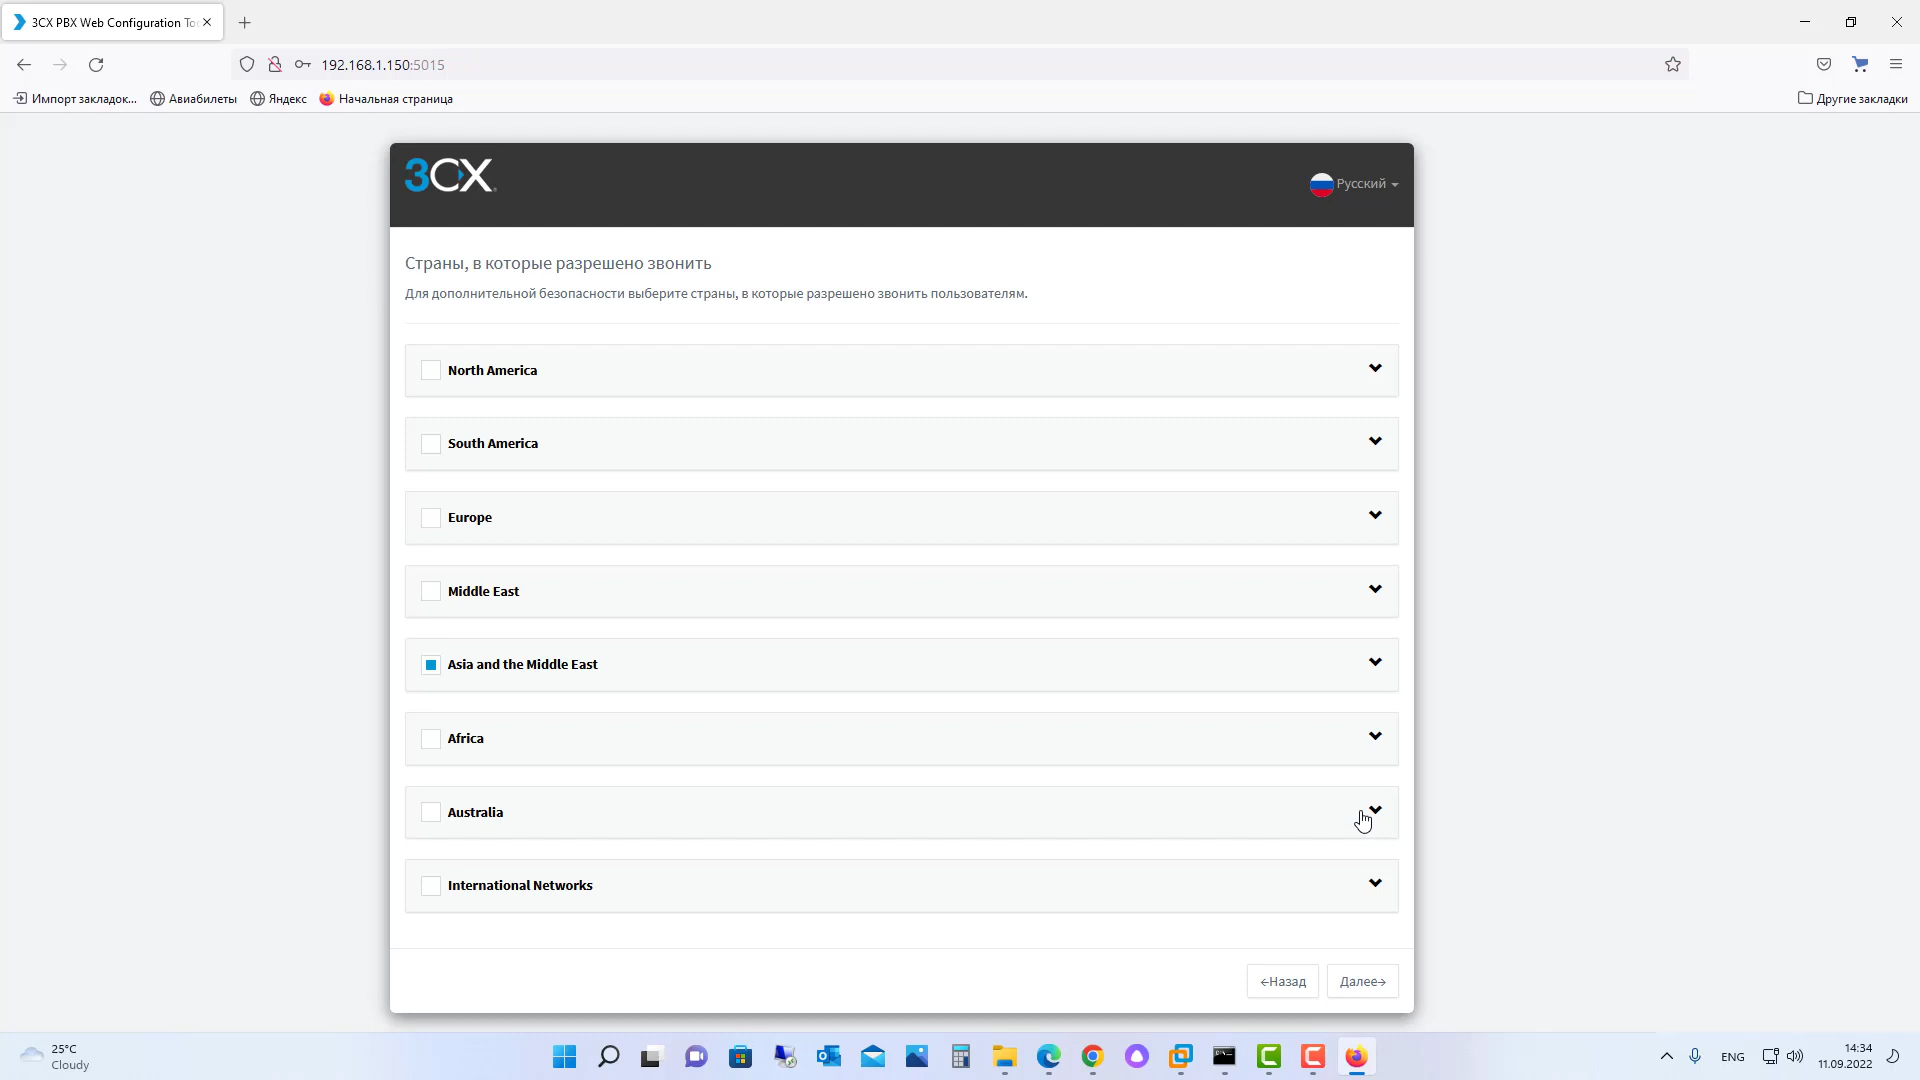 3CX PBX Web Configuration To
192.168.1.150:5015
Импорт закладок...
Авиабилеты
Яндекс
Начальная страница
Другие закладки
3CX
Русский
Страны, в которые разрешено звонить
Для дополнительной безопасности выберите страны, в которые разрешено звонить пользователям.
North America
South America
Europe
Middle East
Asia and the Middle East
Africa
Australia
International Networks
←Назад
Далее→
25°C
Cloudy
ENG
14:34
11.09.2022